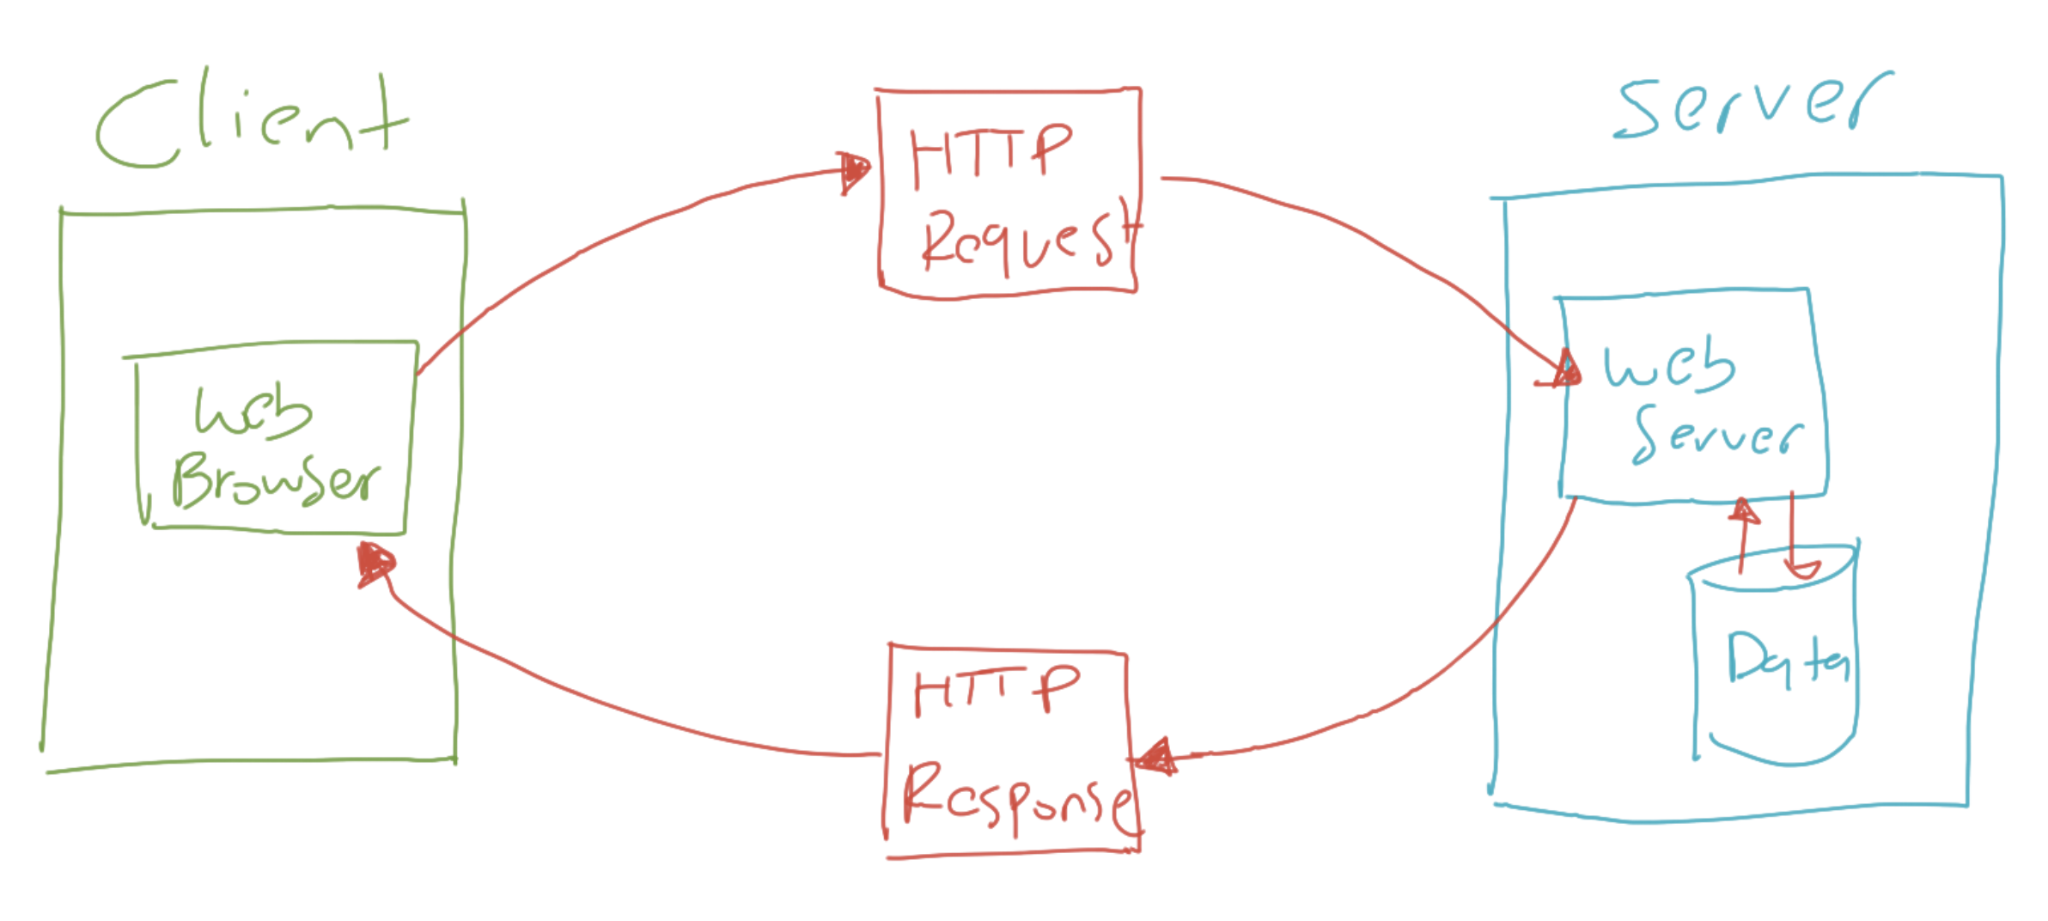 Client
HTTP
Request
Server
Web
Browser
Web
Server
HTTP
Response
Data